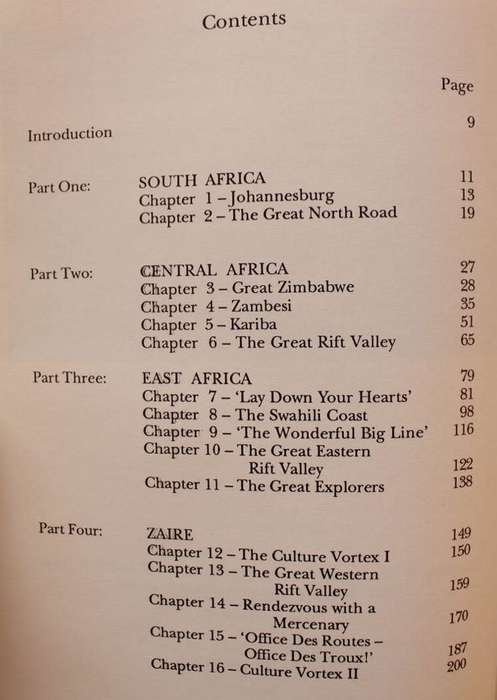 Contents
Page
Introduction 9
Part One: SOUTH AFRICA 11
Chapter 1 – Johannesburg 13
Chapter 2 – The Great North Road 19
Part Two: CENTRAL AFRICA 27
Chapter 3 – Great Zimbabwe 28
Chapter 4 – Zambesi 35
Chapter 5 – Kariba 51
Chapter 6 – The Great Rift Valley 65
Part Three: EAST AFRICA 79
Chapter 7 – 'Lay Down Your Hearts' 81
Chapter 8 – The Swahili Coast 98
Chapter 9 – 'The Wonderful Big Line' 116
Chapter 10 – The Great Eastern
Rift Valley 122
Chapter 11 – The Great Explorers 138
Part Four: ZAIRE 149
Chapter 12 – The Culture Vortex I 150
Chapter 13 – The Great Western
Rift Valley 159
Chapter 14 – Rendezvous with a
Mercenary 170
Chapter 15 – 'Office Des Routes –
Office Des Troux!' 187
Chapter 16 – Culture Vortex II 200